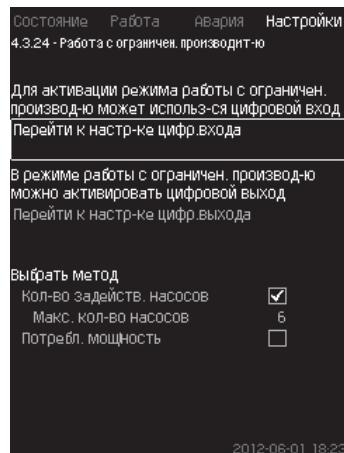 Состояние Работа Авария Настройки
4.3.24 - Работа с ограничен. производит-ю
Для активации режима работы с ограничен.
производ-ю может использ-ся цифровой вход
Перейти к настр-ке цифр.входа
В режиме работы с ограничен. производ-ю
можно активировать цифровой выход
Перейти к настр-ке цифр.выхода
Выбрать метод
Кол-во задейств. насосов
Макс. кол-во насосов 6
Потребл. мощность
2012-06-01 18:23